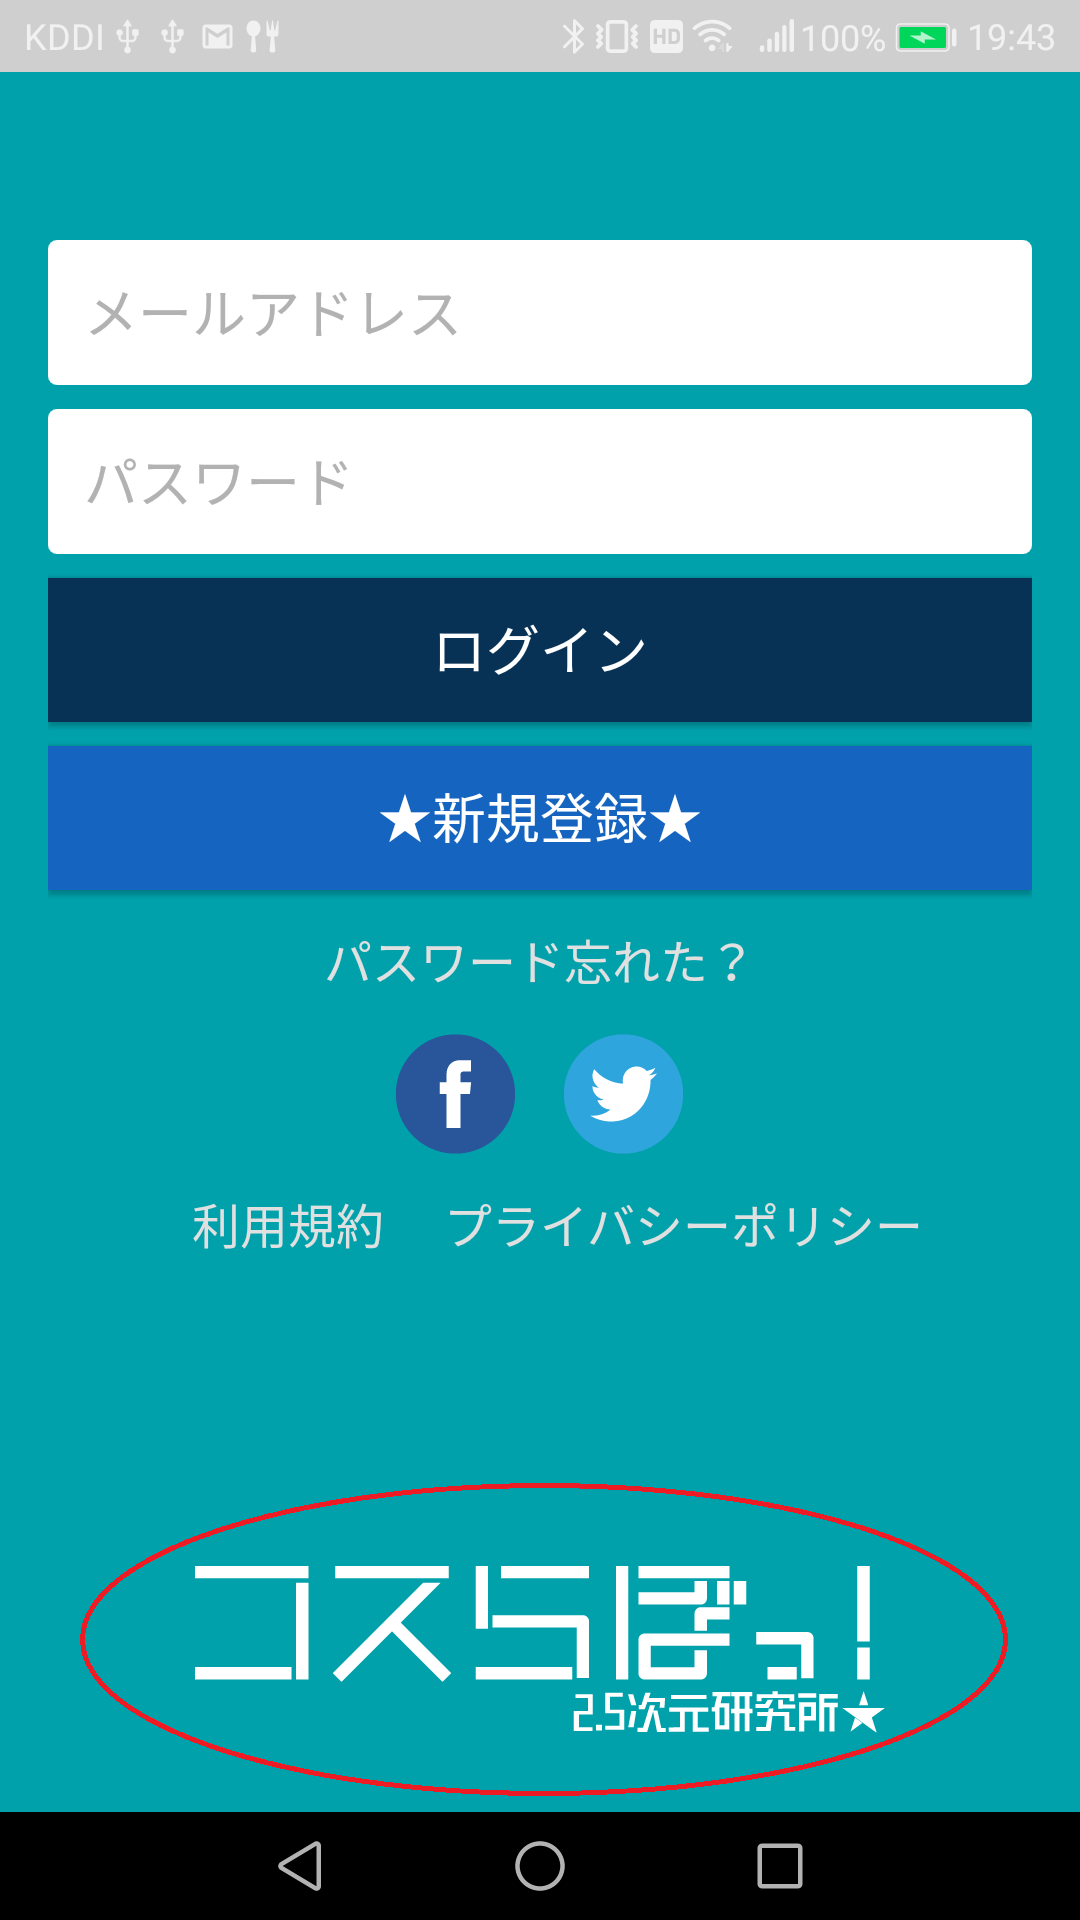 KDDI HD 100% 19:43
メールアドレス
パスワード
ログイン
★新規登録★
パスワード忘れた？
f
利用規約 プライバシーポリシー
コスらぼっ!
2.5次元研究所★